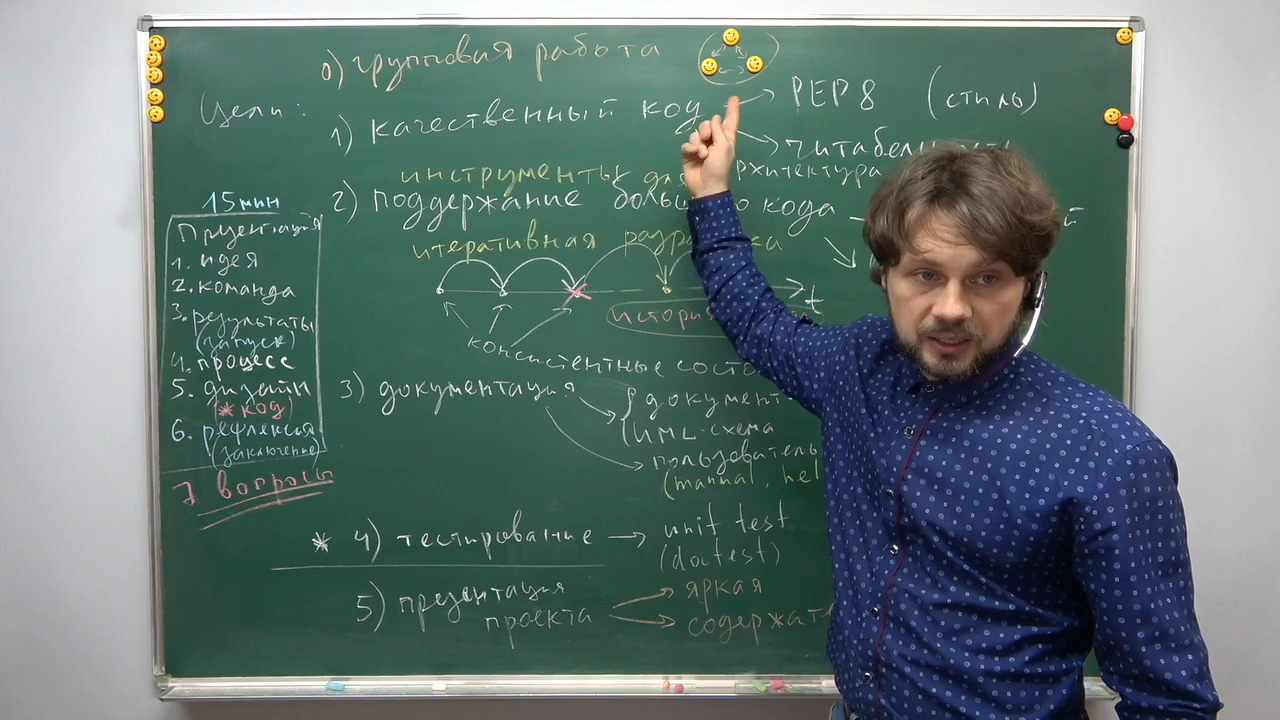 0) групповая работа
Цели:
1) качественный код
PEP8 (стиль)
читабельность
архитектура
инструменты для
2) поддержание большого кода
итеративная разработка
t
история
консистентные состо
3) документация
документ
UML-схема
пользователь
(manual, hel
* 4) тестирование → unit test
(doctest)
5) презентация
проекта
яркая
содержат
15 мин
Презентация
1. идея
2. команда
3. результаты
(запуск)
4. процесс
5. дизайн
(* код)
6. рефлексия
(заключение)
7 вопросы